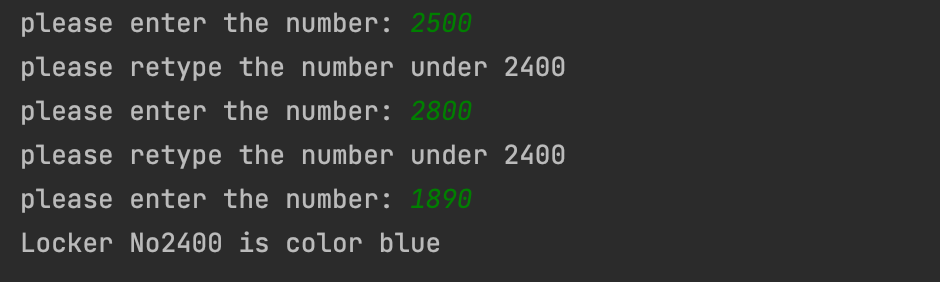 please enter the number: 2500
please retype the number under 2400
please enter the number: 2800
please retype the number under 2400
please enter the number: 1890
Locker No2400 is color blue